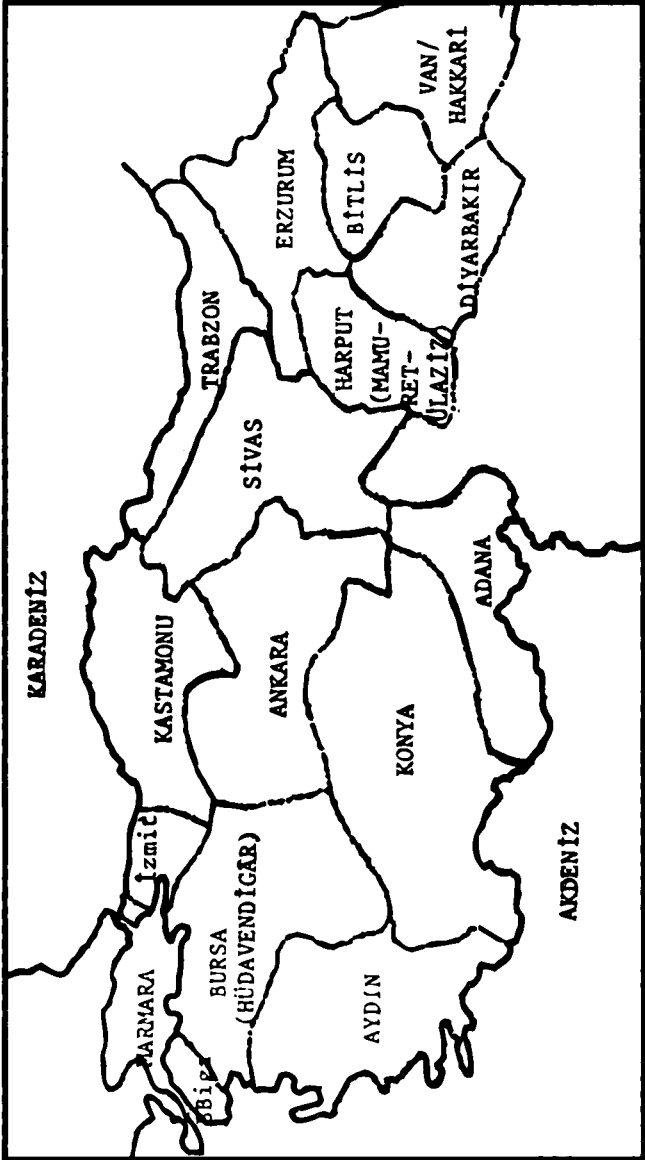 KARADENİZ
MARMARA
İzmit
KASTAMONU
TRABZON
BURSA
(HÜDAVENDİGÂR)
ANKARA
SİVAS
ERZURUM
AYDIN
KONYA
HARPUT
(MAMU-
RET-
ÜLAZİZ
BİTLİS
VAN/
HAKKARİ
ADANA
DİYARBAKIR
AKDENİZ